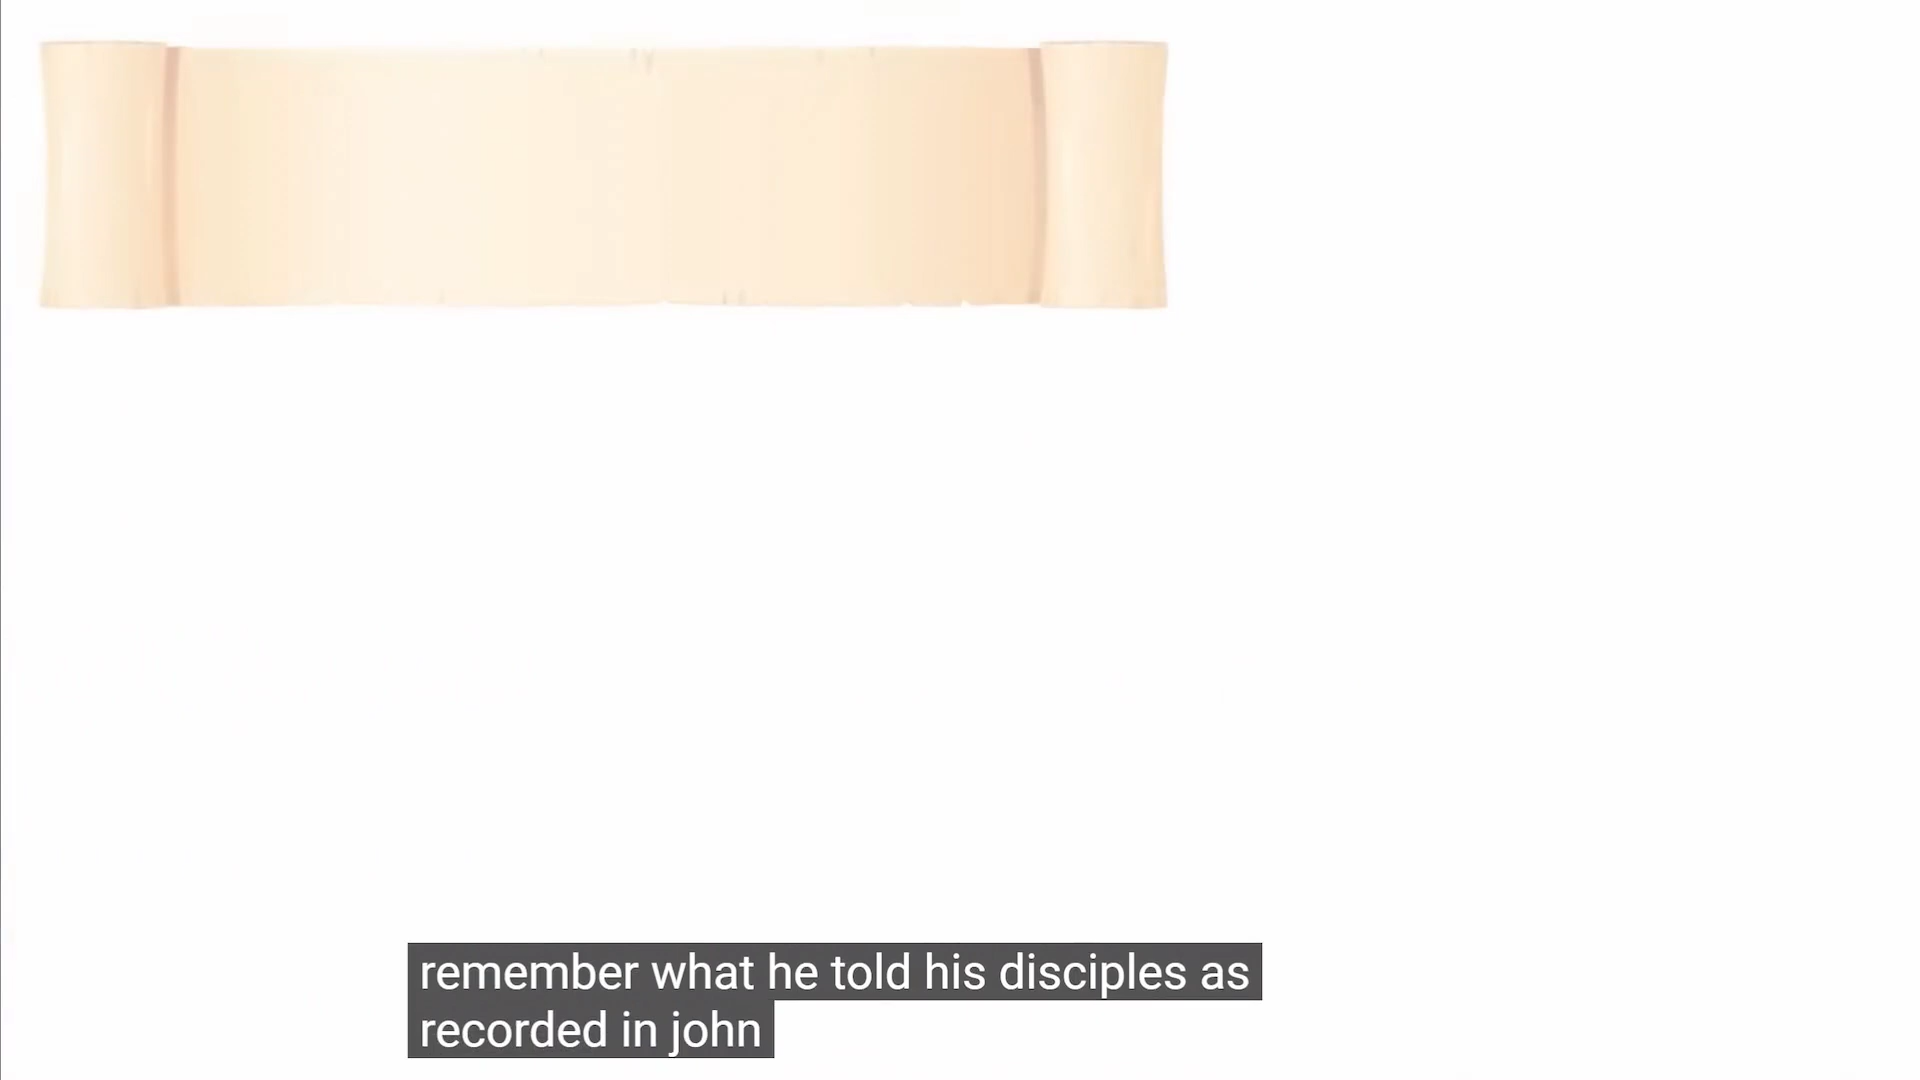 remember what he told his disciples as
recorded in john